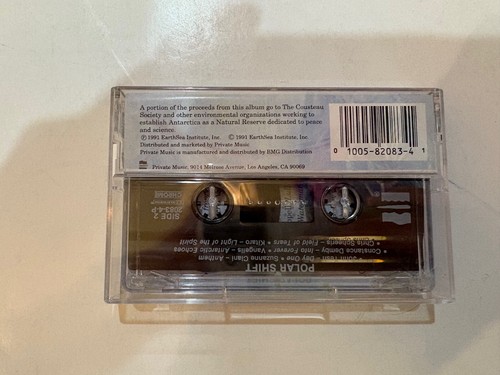 A portion of the proceeds from this album go to The Cousteau
Society and other environmental organizations working to
establish Antarctica as a Natural Reserve dedicated to peace
and science.
℗ 1991 EarthSea Institute, Inc. © 1991 EarthSea Institute, Inc.
Distributed and marketed by Private Music
Private Music is manufactured and distributed by BMG Distribution
Private Music, 9014 Melrose Avenue, Los Angeles, CA 90069
0 1005-82083-4 1
POLAR SHIFT
John Tesh – Day One • Suzanne Ciani – Anthem
Constance Demby – Into Forever • Vangelis – Antarctic Echoes
• Chris Spheeris – Field of Tears • Kitaro – Light of the Spirit
SIDE 2
2083-4-P
CHROME